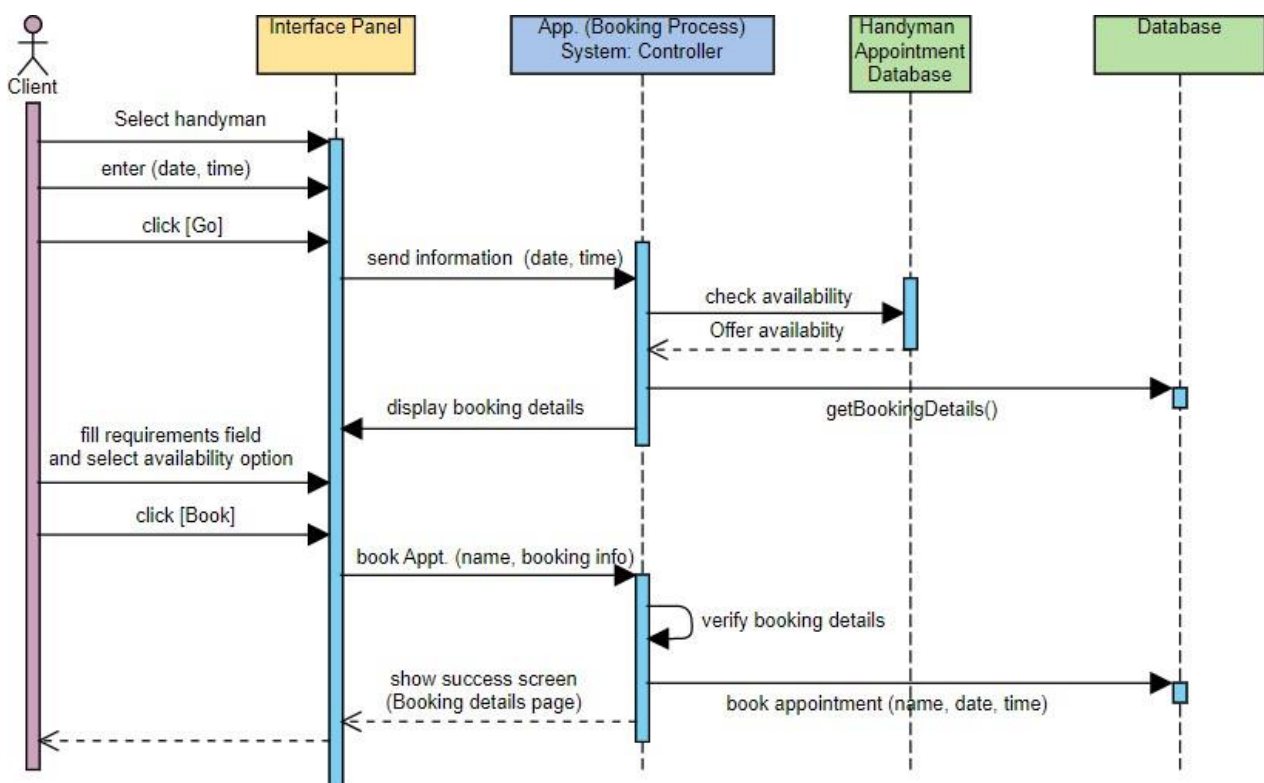 Interface Panel
App. (Booking Process)
System: Controller
Handyman
Appointment
Database
Database
Client
Select handyman
enter (date, time)
click [Go]
send information (date, time)
check availability
Offer availabiity
getBookingDetails()
display booking details
fill requirements field
and select availability option
click [Book]
book Appt. (name, booking info)
verify booking details
show success screen
(Booking details page)
book appointment (name, date, time)